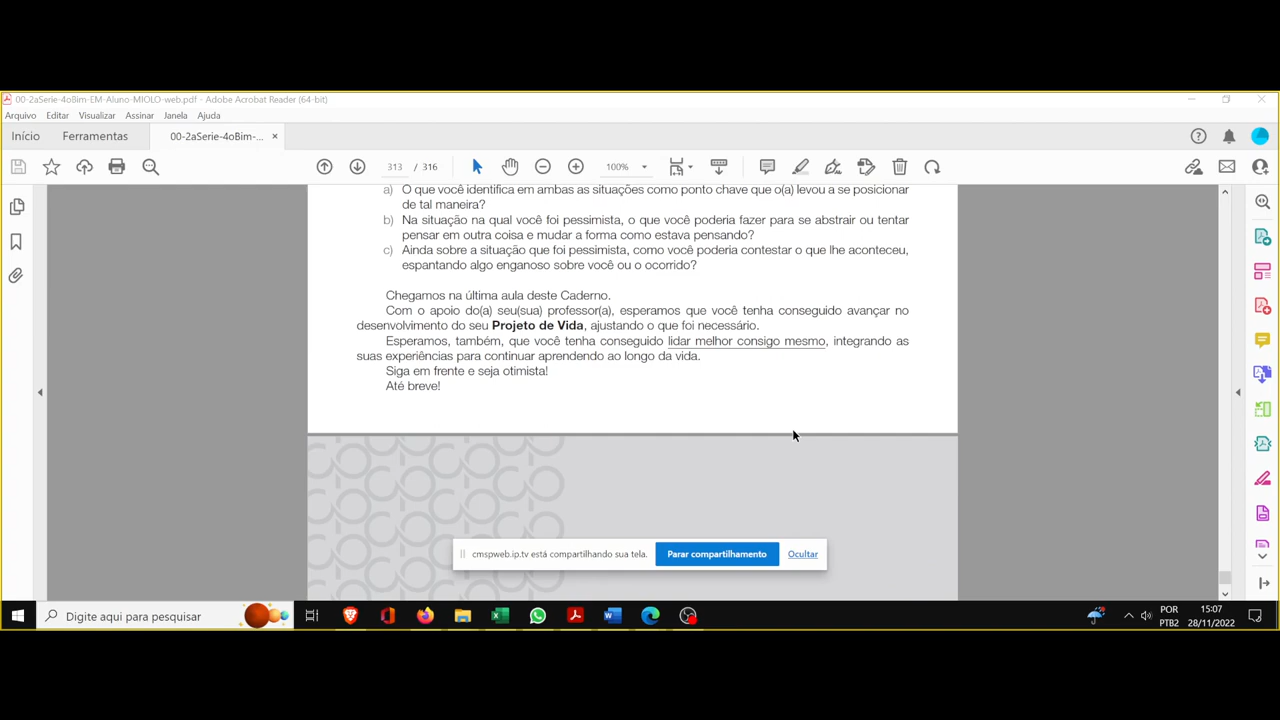 00-2aSerie-4oBim-EM-Aluno-MIOLO-web.pdf - Adobe Acrobat Reader (64-bit)
Arquivo Editar Visualizar Assinar Janela Ajuda
Início Ferramentas 00-2aSerie-4oBim-... ×
313 / 316 100%
a) O que você identifica em ambas as situações como ponto chave que o(a) levou a se posicionar
de tal maneira?
b) Na situação na qual você foi pessimista, o que você poderia fazer para se abstrair ou tentar
pensar em outra coisa e mudar a forma como estava pensando?
c) Ainda sobre a situação que foi pessimista, como você poderia contestar o que lhe aconteceu,
espantando algo enganoso sobre você ou o ocorrido?
Chegamos na última aula deste Caderno.
Com o apoio do(a) seu(sua) professor(a), esperamos que você tenha conseguido avançar no
desenvolvimento do seu Projeto de Vida, ajustando o que foi necessário.
Esperamos, também, que você tenha conseguido lidar melhor consigo mesmo, integrando as
suas experiências para continuar aprendendo ao longo da vida.
Siga em frente e seja otimista!
Até breve!
cmspweb.ip.tv está compartilhando sua tela. Parar compartilhamento Ocultar
Digite aqui para pesquisar
POR 15:07
PTB2 28/11/2022